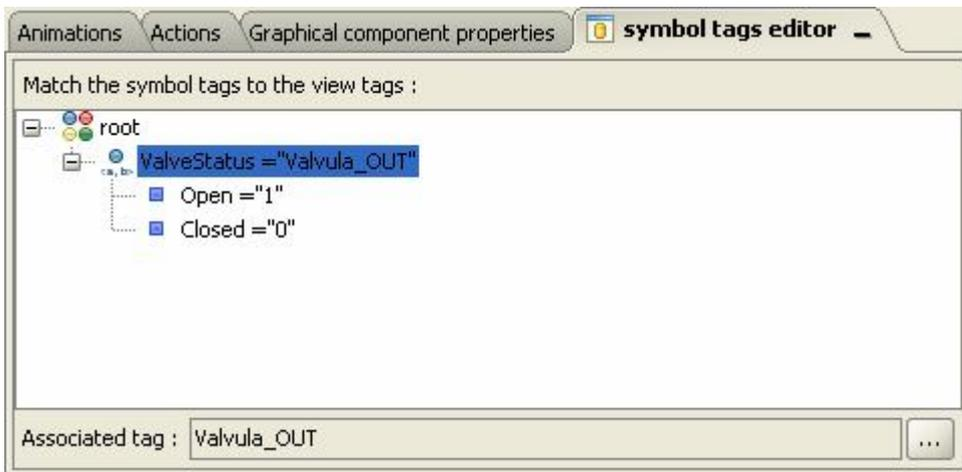 Animations Actions Graphical component properties symbol tags editor
Match the symbol tags to the view tags :
root
ValveStatus ="Valvula_OUT"
Open ="1"
Closed ="0"
Associated tag : Valvula_OUT ...